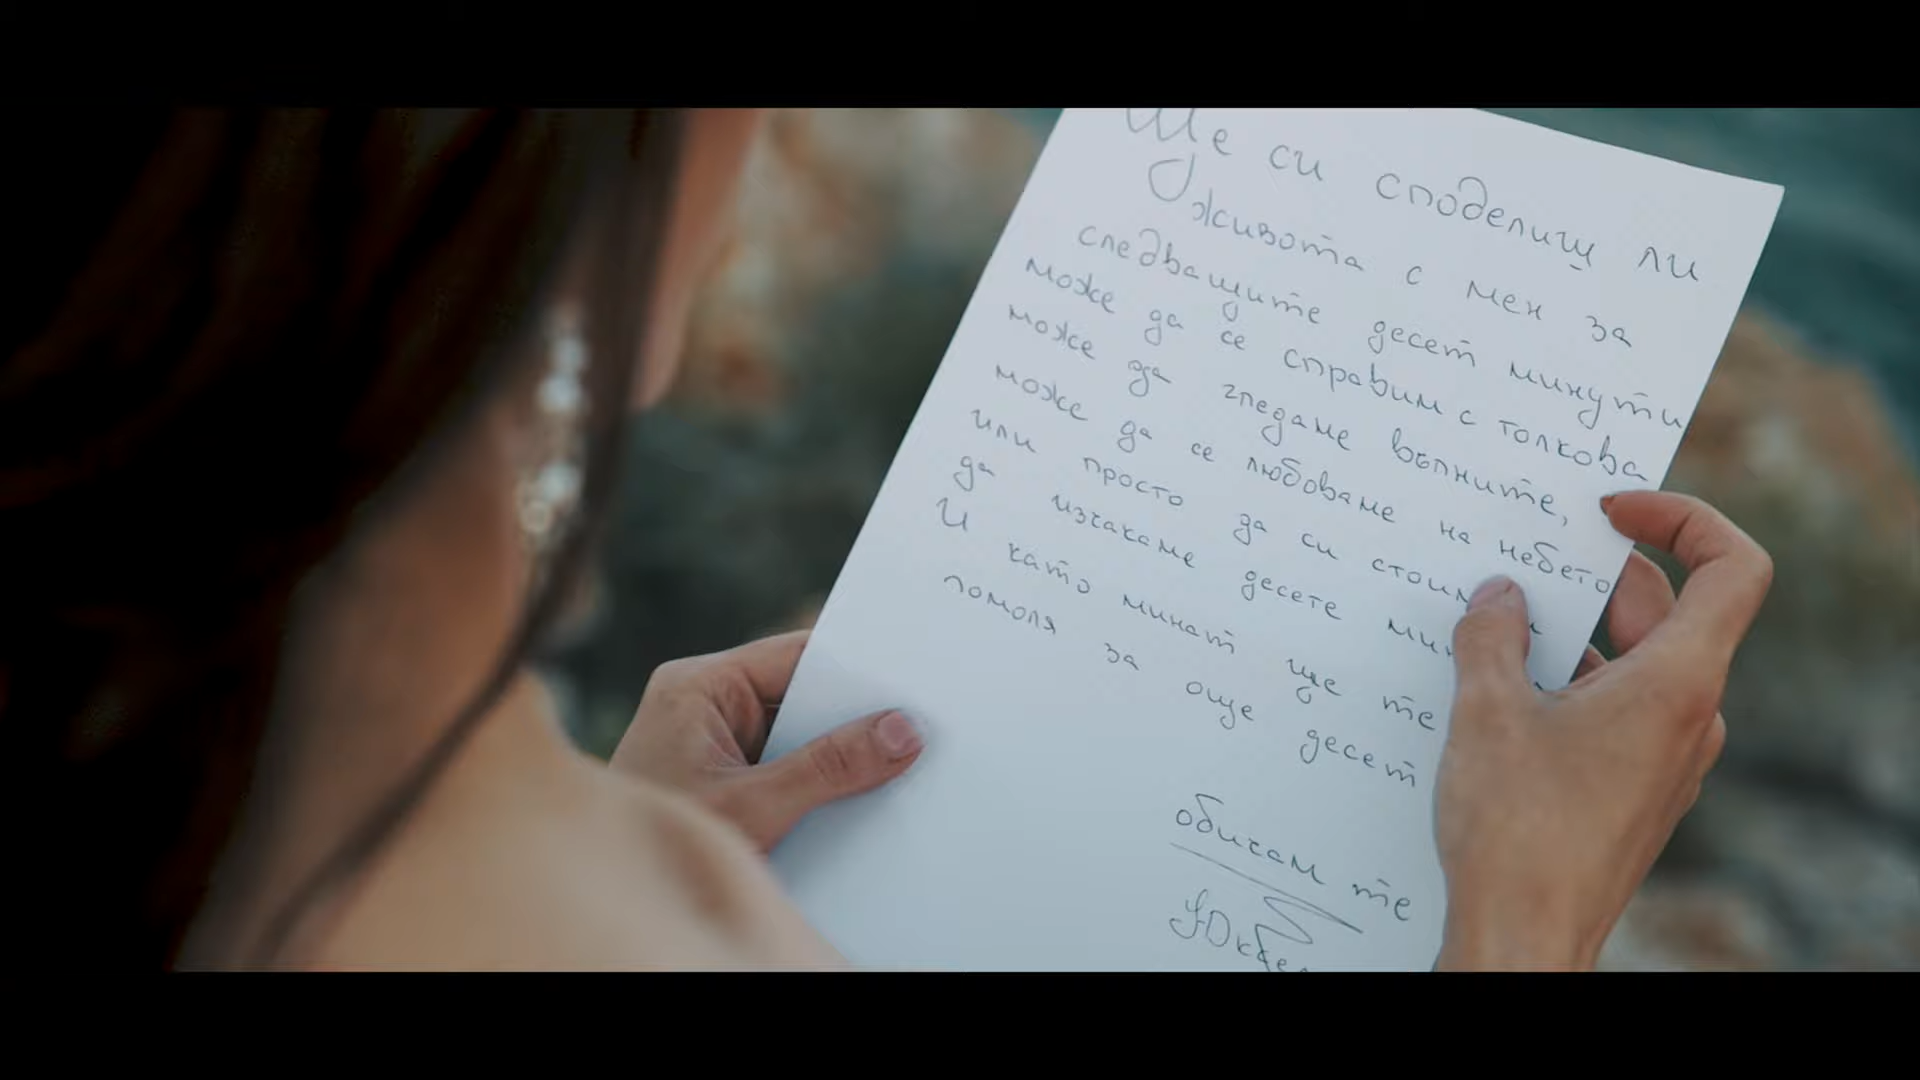 Ще си споделиш ли
живота с мен за
следващите десет минути
може да се справим с толкова
може да гледаме вълните,
може да се любоваме на небето
или просто да си стоим
да изчакаме десете
И като минат ще те
помоля за още десет
обичам те